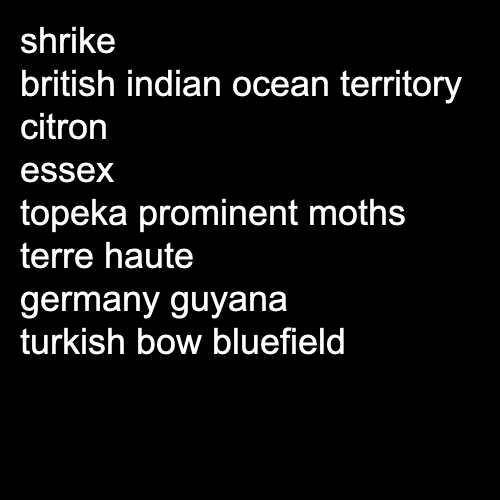 shrike
british indian ocean territory
citron
essex
topeka prominent moths
terre haute
germany guyana
turkish bow bluefield